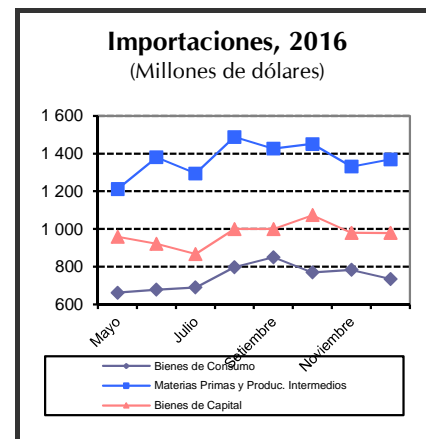 Importaciones, 2016
(Millones de dólares)
1 600
1 400
1 200
1 000
800
600
Mayo
Julio
Setiembre
Noviembre
Bienes de Consumo
Materias Primas y Produc. Intermedios
Bienes de Capital